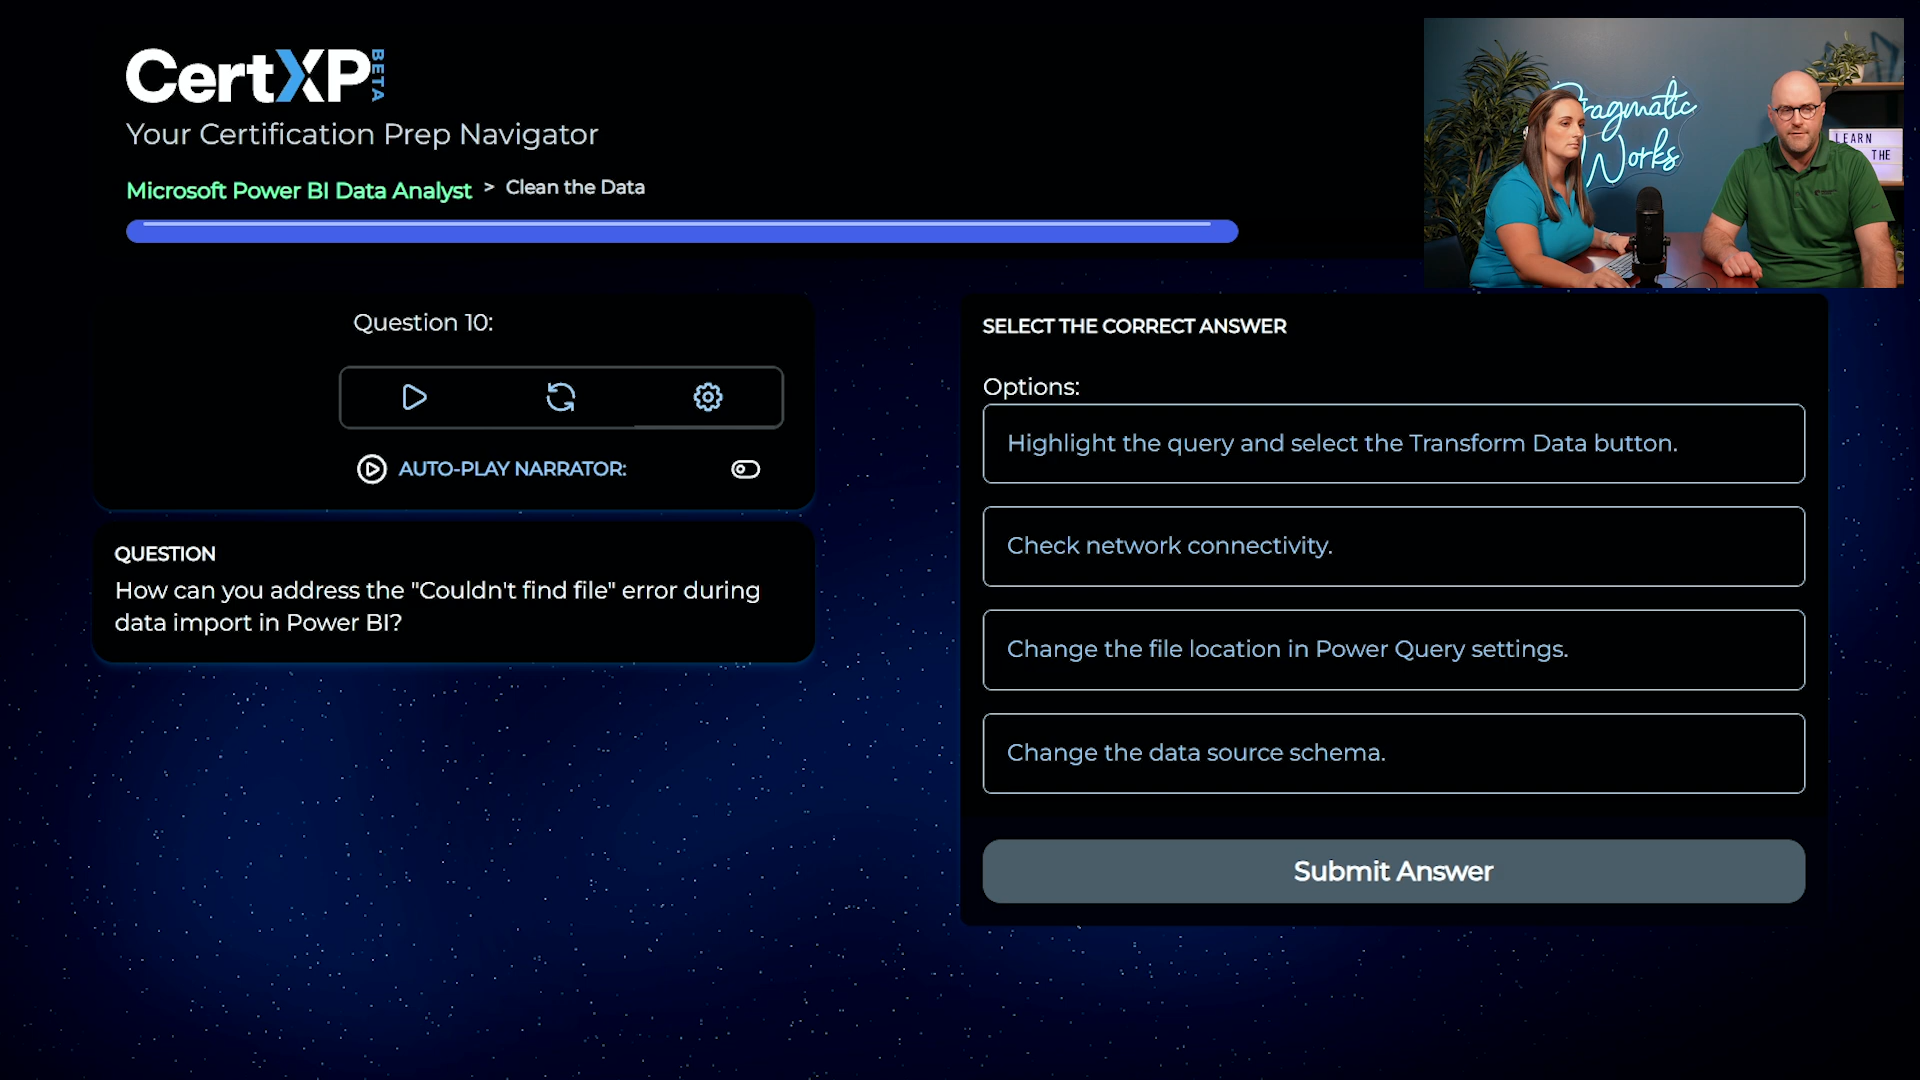 CertXP BETA
Your Certification Prep Navigator
Microsoft Power BI Data Analyst > Clean the Data
Pragmatic
Works
LEARN
THE
Question 10:
AUTO-PLAY NARRATOR:
QUESTION
How can you address the "Couldn't find file" error during
data import in Power BI?
SELECT THE CORRECT ANSWER
Options:
Highlight the query and select the Transform Data button.
Check network connectivity.
Change the file location in Power Query settings.
Change the data source schema.
Submit Answer